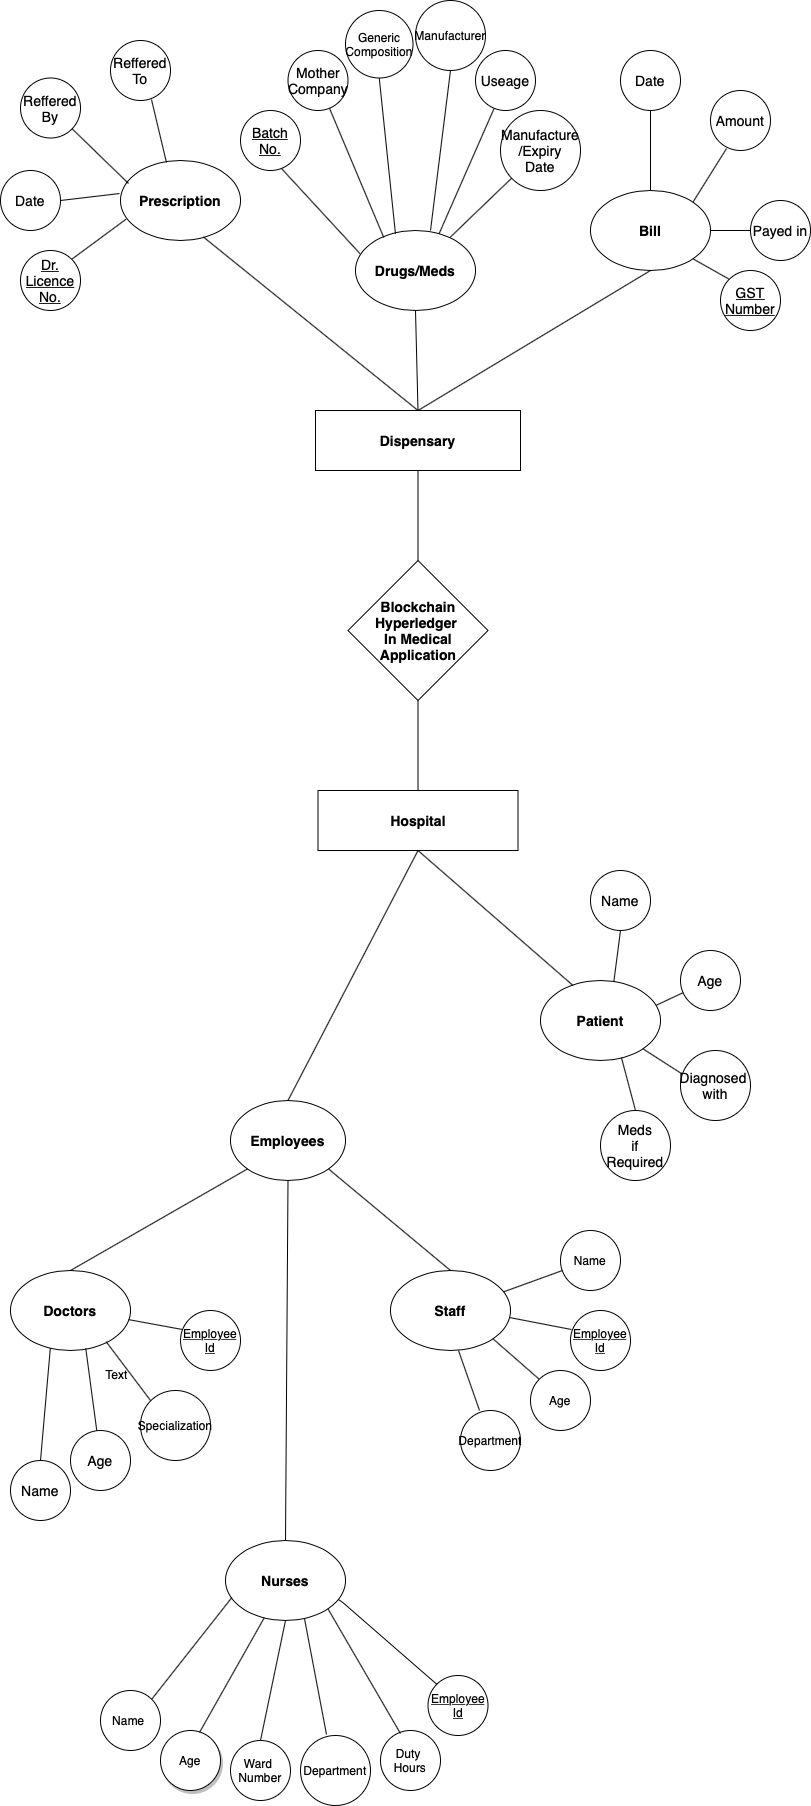 Reffered
To
Reffered
By
Date
Dr.
Licence
No.
Prescription
Batch
No.
Mother
Company
Generic
Composition
Manufacturer
Useage
Manufacture
/Expiry
Date
Drugs/Meds
Date
Amount
Payed in
GST
Number
Bill
Dispensary
Blockchain
Hyperledger
In Medical
Application
Hospital
Name
Age
Diagnosed
with
Meds
if
Required
Patient
Employees
Doctors
Employee
Id
Text
Specialization
Age
Name
Staff
Name
Employee
Id
Age
Department
Nurses
Name
Age
Ward
Number
Department
Duty
Hours
Employee
Id